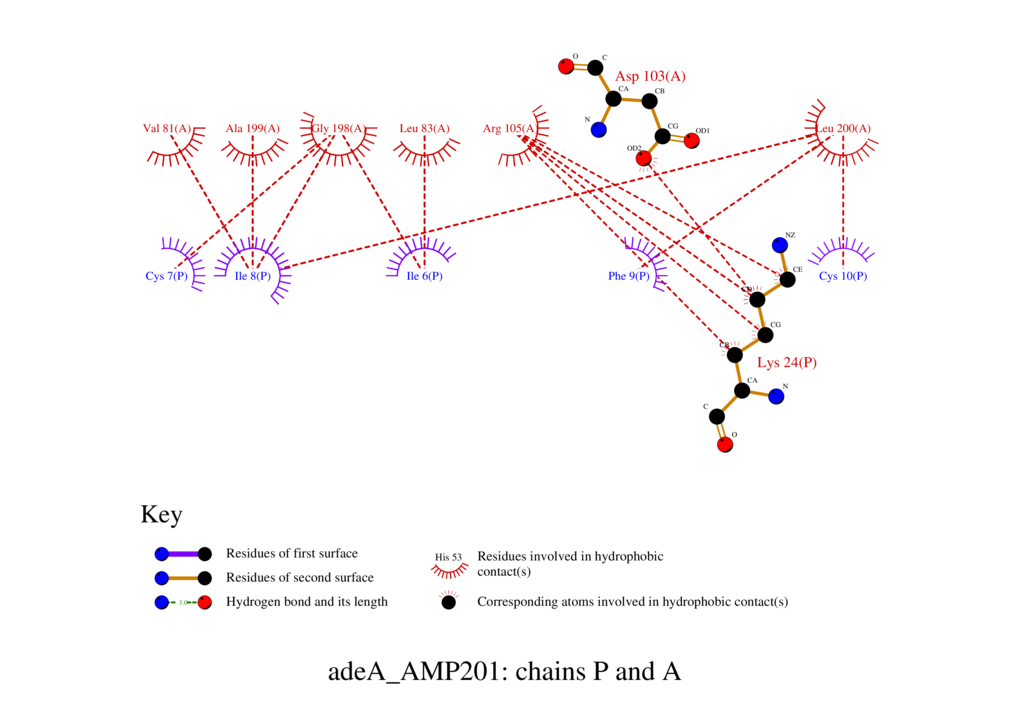 O
C
Asp 103(A)
CA
CB
N
CG
OD1
OD2
Val 81(A)
Ala 199(A)
Gly 198(A)
Leu 83(A)
Arg 105(A)
Leu 200(A)
Cys 7(P)
Ile 8(P)
Ile 6(P)
Phe 9(P)
Cys 10(P)
NZ
CE
CD
CG
CB
Lys 24(P)
CA
N
C
O
Key
Residues of first surface
Residues of second surface
3.0
Hydrogen bond and its length
His 53
Residues involved in hydrophobic
contact(s)
Corresponding atoms involved in hydrophobic contact(s)
adeA_AMP201: chains P and A